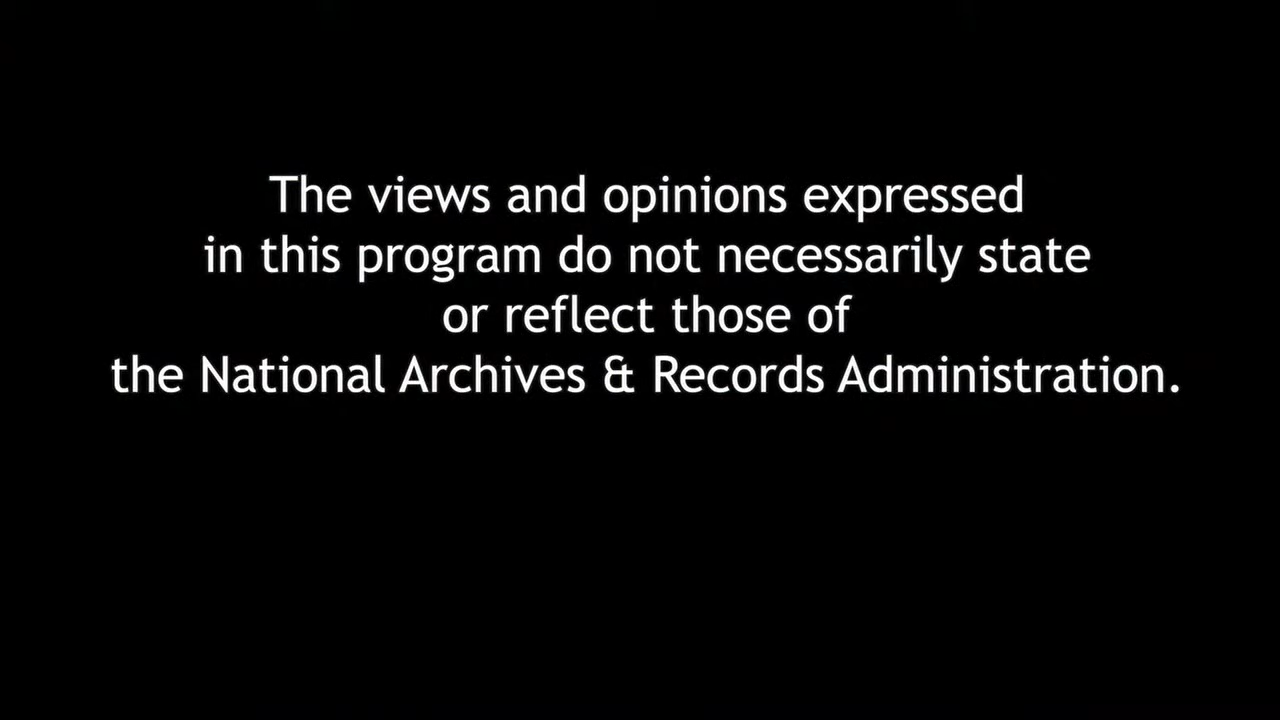 The views and opinions expressed
in this program do not necessarily state
or reflect those of
the National Archives & Records Administration.